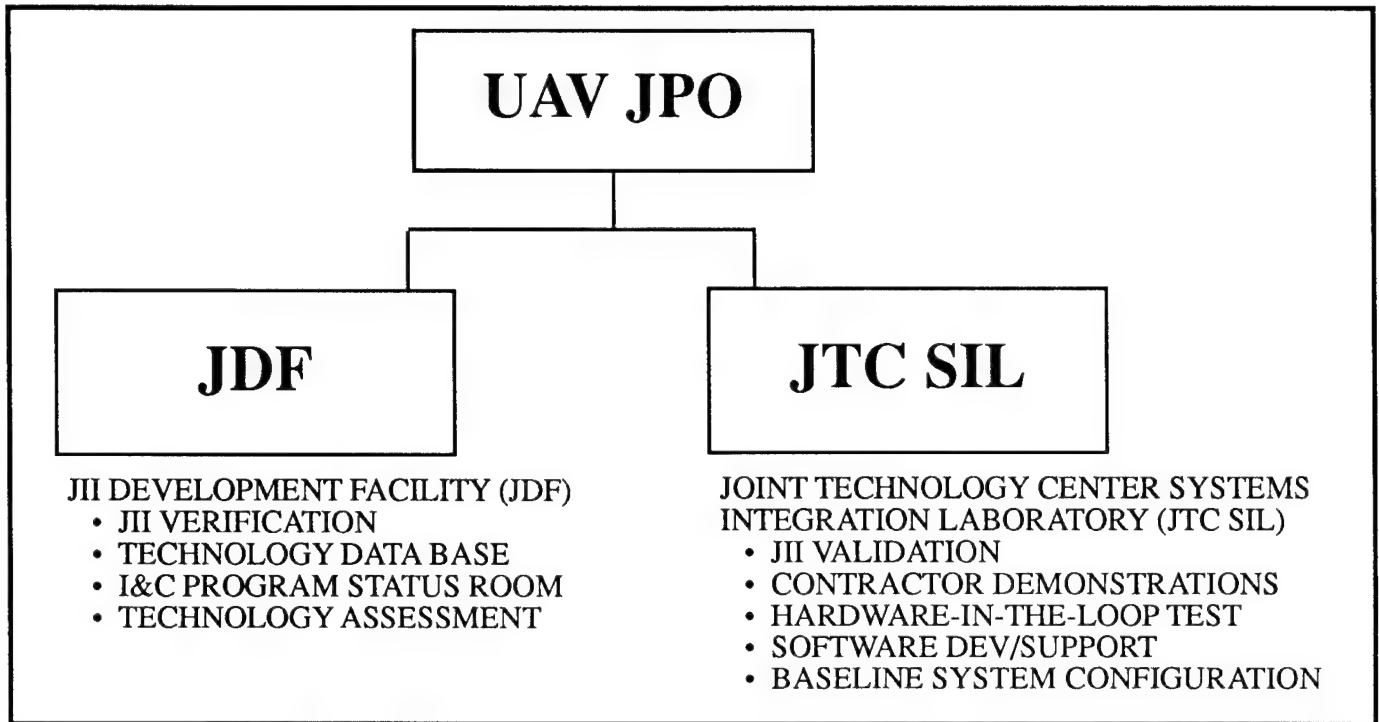 UAV JPO
JDF
JTC SIL
JII DEVELOPMENT FACILITY (JDF)
• JII VERIFICATION
• TECHNOLOGY DATA BASE
• I&C PROGRAM STATUS ROOM
• TECHNOLOGY ASSESSMENT
JOINT TECHNOLOGY CENTER SYSTEMS
INTEGRATION LABORATORY (JTC SIL)
• JII VALIDATION
• CONTRACTOR DEMONSTRATIONS
• HARDWARE-IN-THE-LOOP TEST
• SOFTWARE DEV/SUPPORT
• BASELINE SYSTEM CONFIGURATION